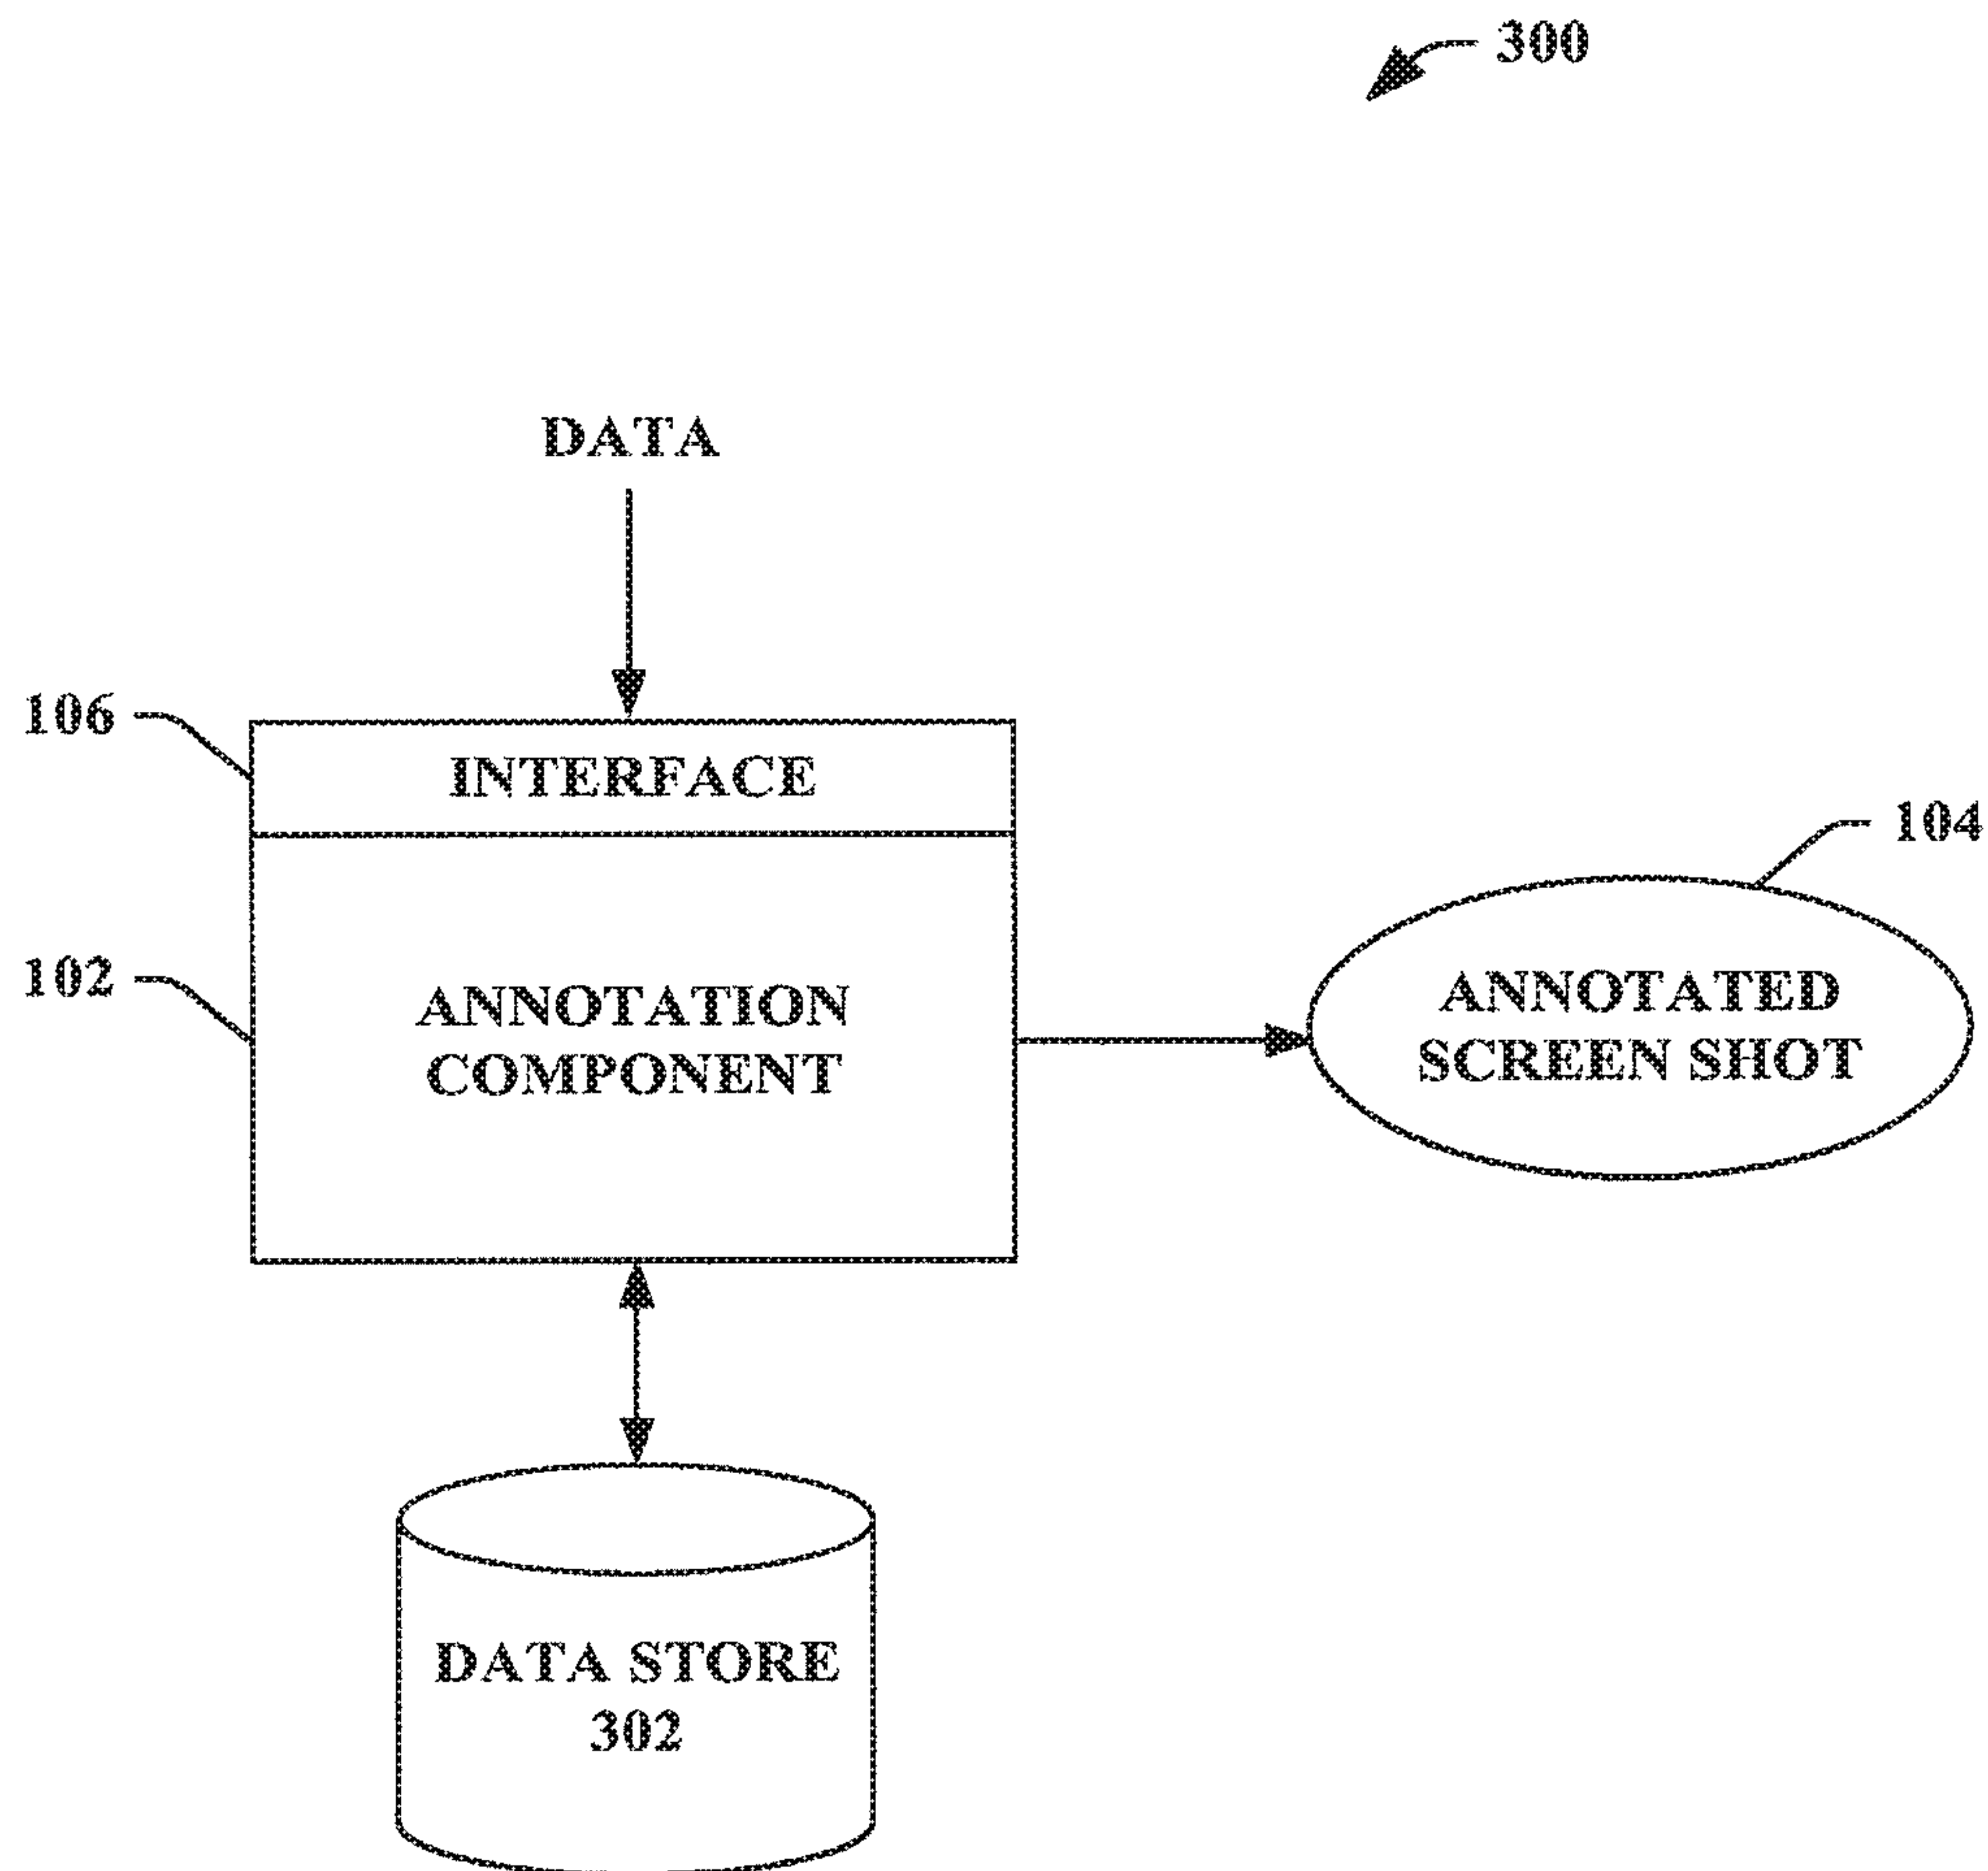 300
DATA
106
INTERFACE
104
102
ANNOTATION
COMPONENT
ANNOTATED
SCREEN SHOT
DATA STORE
302